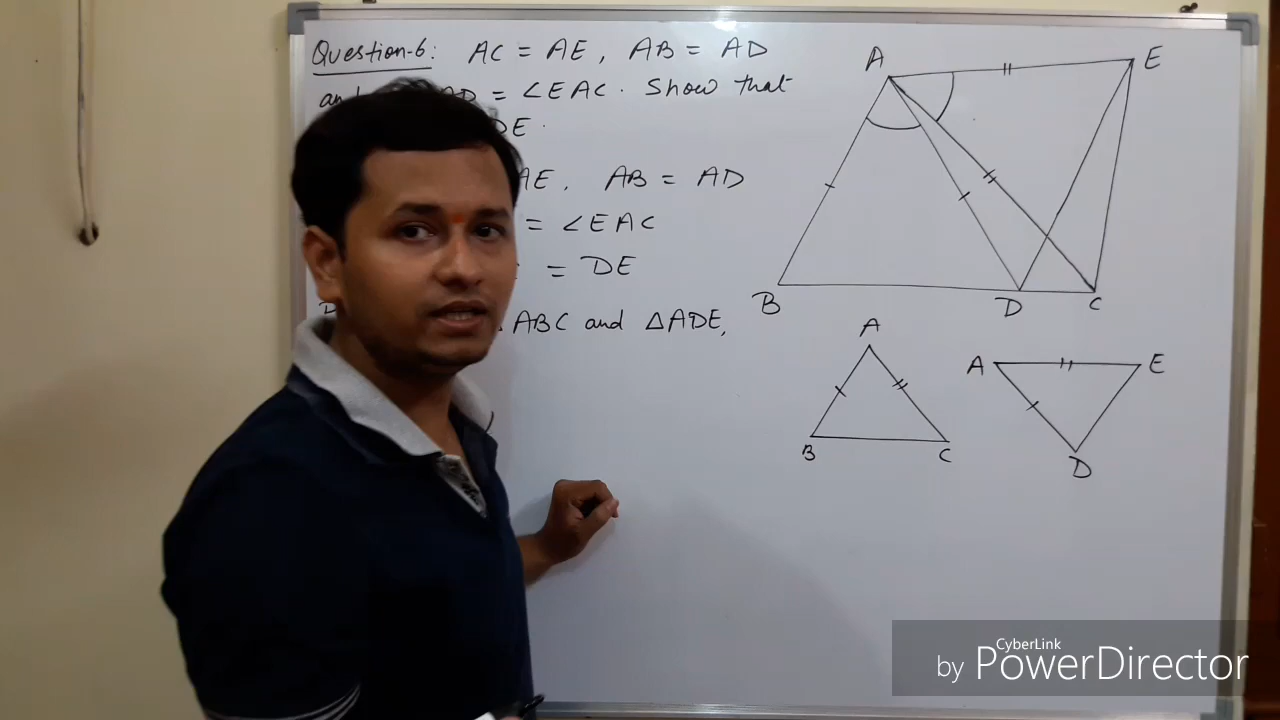 Question-6: AC = AE, AB = AD
= ∠EAC. Show that
DE.
AE, AB = AD
= ∠EAC
= DE
ABC and △ADE,
A
E
B
D
C
A
B
C
A
E
D
CyberLink
by PowerDirector